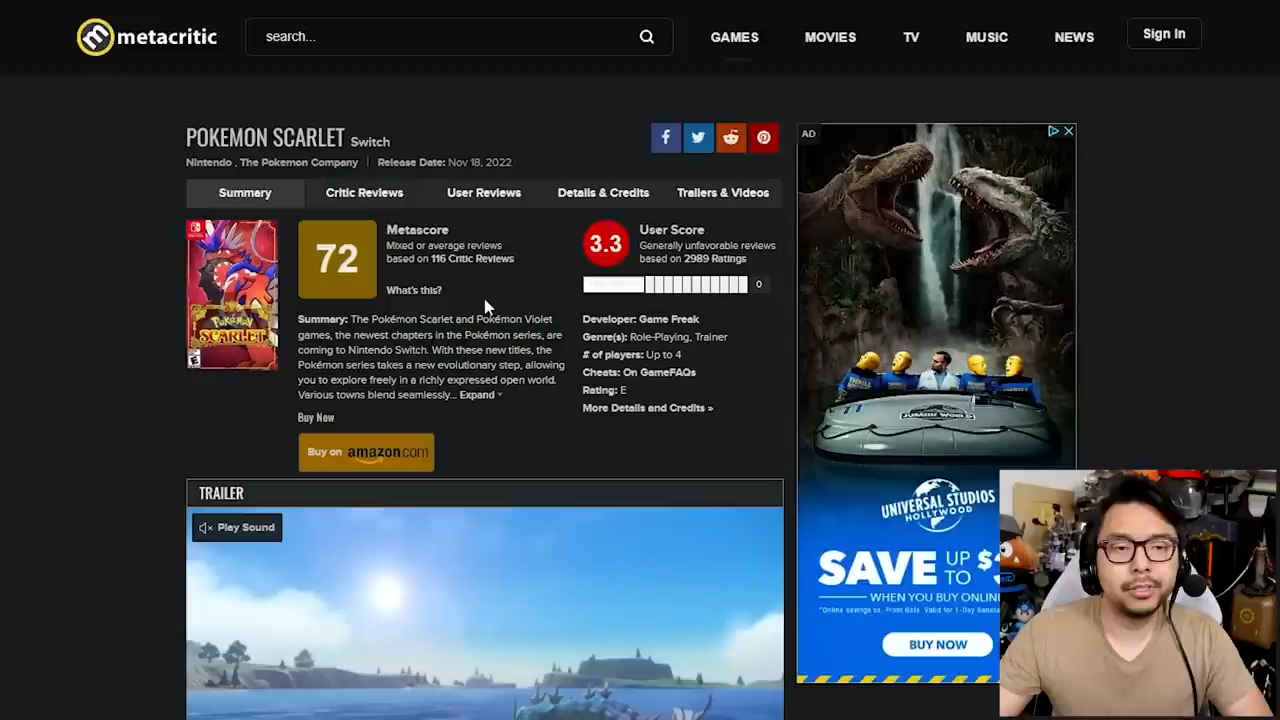 metacritic
search...
GAMES
MOVIES
TV
MUSIC
NEWS
Sign In
POKEMON SCARLET Switch
Nintendo , The Pokemon Company | Release Date: Nov 18, 2022
Summary
Critic Reviews
User Reviews
Details & Credits
Trailers & Videos
72
Metascore
Mixed or average reviews
based on 116 Critic Reviews
What's this?
3.3
User Score
Generally unfavorable reviews
based on 2989 Ratings
0
POKÉMON
SCARLET
E
Summary: The Pokémon Scarlet and Pokémon Violet
games, the newest chapters in the Pokémon series, are
coming to Nintendo Switch. With these new titles, the
Pokémon series takes a new evolutionary step, allowing
you to explore freely in a richly expressed open world.
Various towns blend seamlessly... Expand
Buy Now
Buy on amazon.com
Developer: Game Freak
Genre(s): Role-Playing, Trainer
# of players: Up to 4
Cheats: On GameFAQs
Rating: E
More Details and Credits »
TRAILER
Play Sound
AD
11
JURASSIC WORLD
UNIVERSAL STUDIOS
HOLLYWOOD
SAVE UP TO $
WHEN YOU BUY ONLIN
BUY NOW